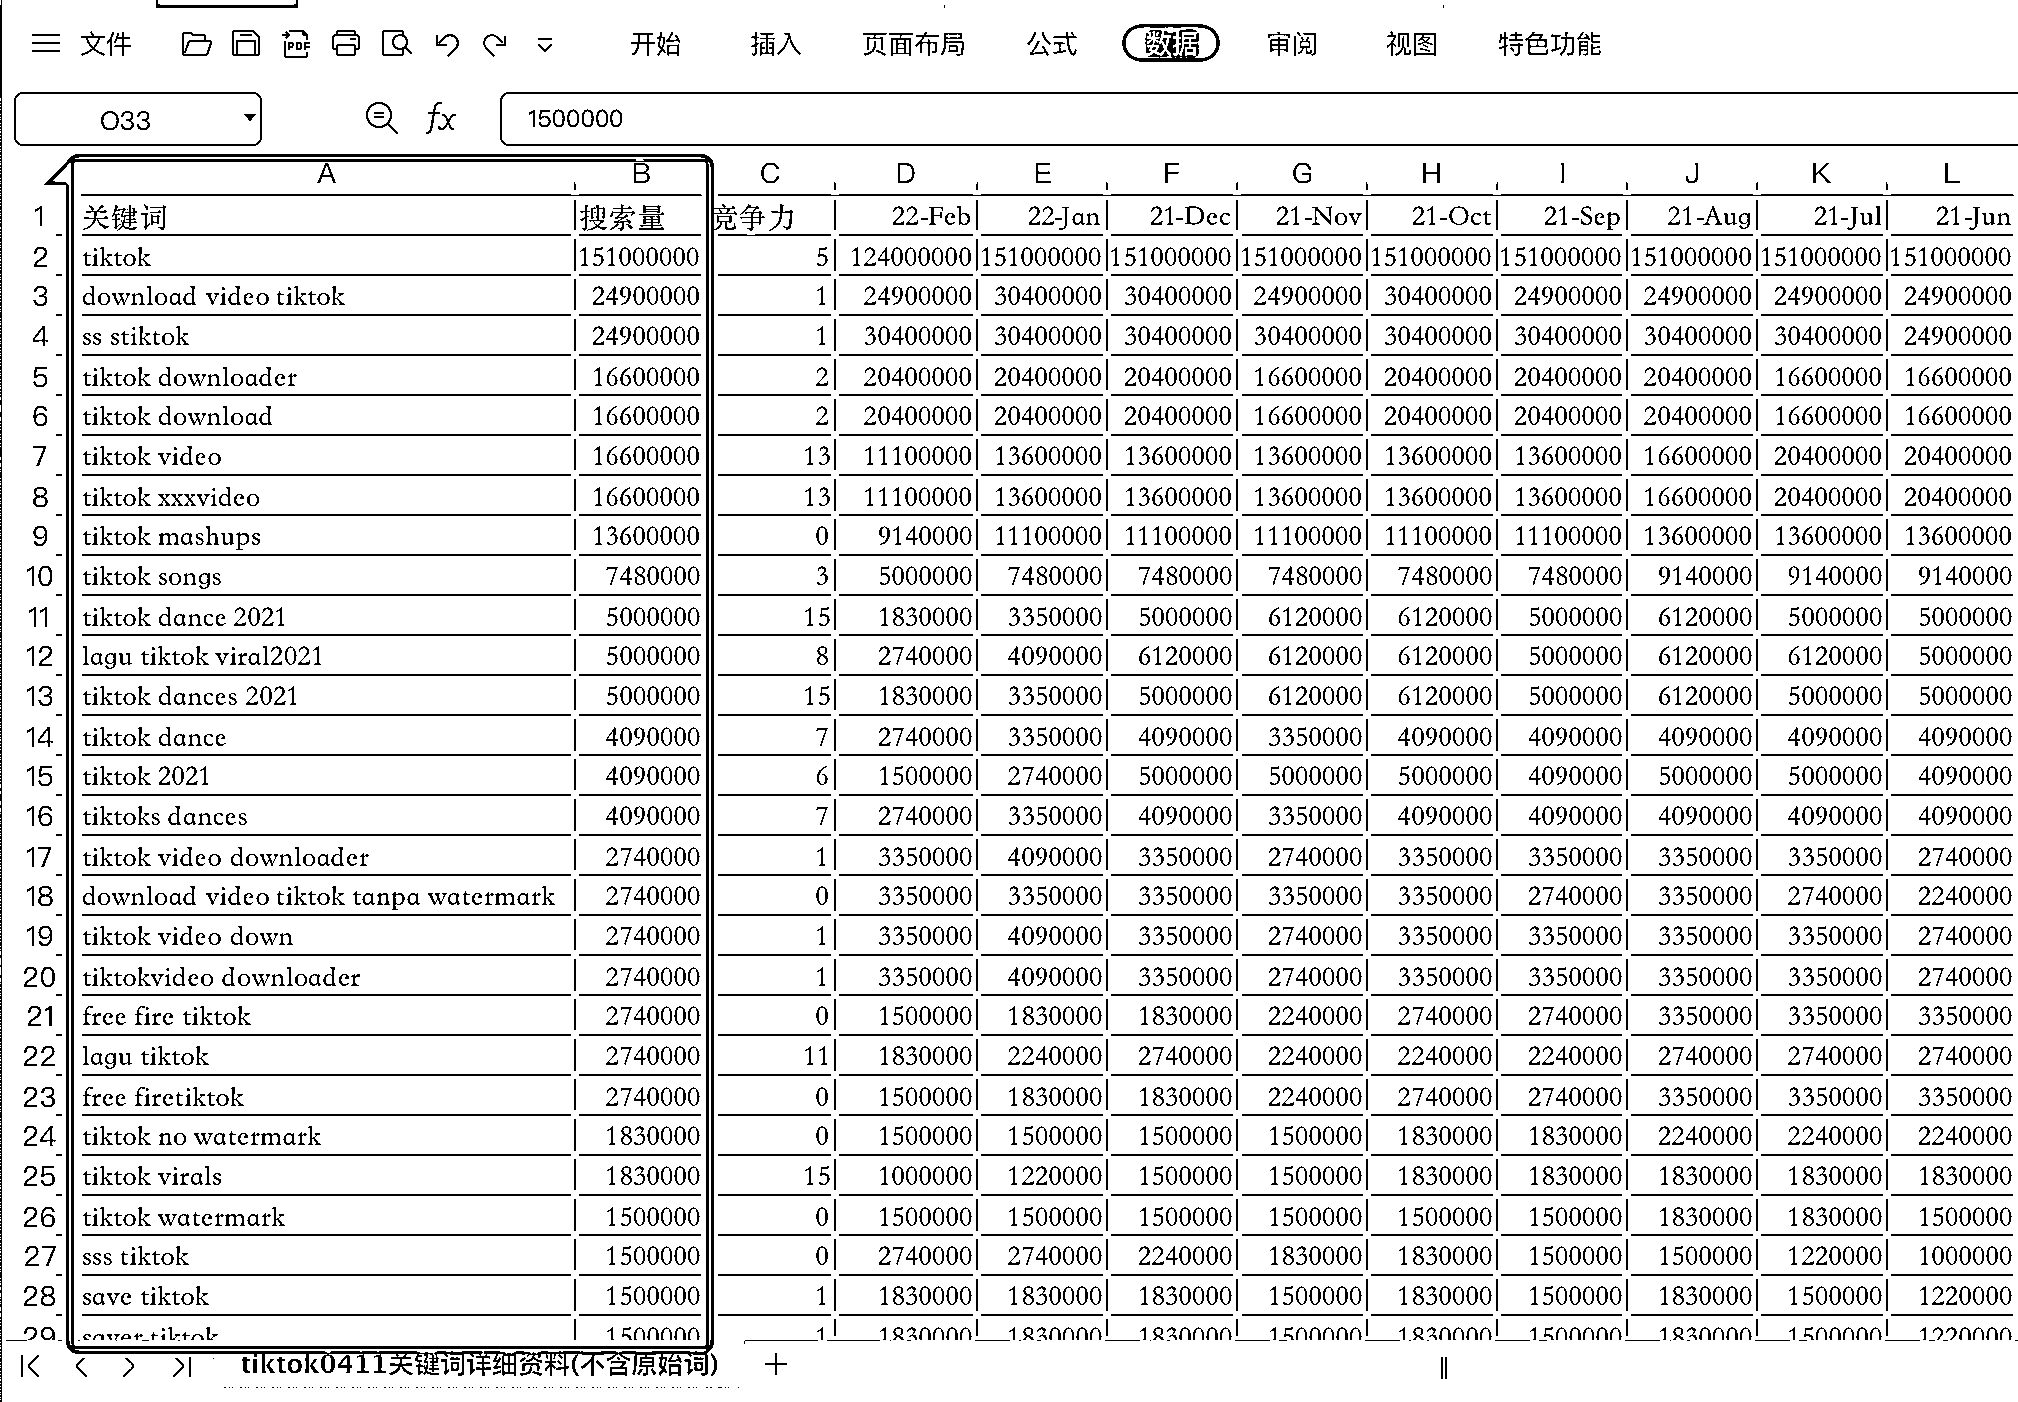 文件 PDF 开始 插入 页面布局 公式 数据 审阅 视图 特色功能
O33 fx 1500000
A B C D E F G H I J K L
1 关键词 搜索量 竞争力 22-Feb 22-Jan 21-Dec 21-Nov 21-Oct 21-Sep 21-Aug 21-Jul 21-Jun
2 tiktok 151000000 5 124000000 151000000 151000000 151000000 151000000 151000000 151000000 151000000 151000000
3 download video tiktok 24900000 1 24900000 30400000 30400000 24900000 30400000 24900000 24900000 24900000 24900000
4 ss stiktok 24900000 1 30400000 30400000 30400000 30400000 30400000 30400000 30400000 30400000 24900000
5 tiktok downloader 16600000 2 20400000 20400000 20400000 16600000 20400000 20400000 20400000 16600000 16600000
6 tiktok download 16600000 2 20400000 20400000 20400000 16600000 20400000 20400000 20400000 16600000 16600000
7 tiktok video 16600000 13 11100000 13600000 13600000 13600000 13600000 13600000 16600000 20400000 20400000
8 tiktok xxxvideo 16600000 13 11100000 13600000 13600000 13600000 13600000 13600000 16600000 20400000 20400000
9 tiktok mashups 13600000 0 9140000 11100000 11100000 11100000 11100000 11100000 13600000 13600000 13600000
10 tiktok songs 7480000 3 5000000 7480000 7480000 7480000 7480000 7480000 9140000 9140000 9140000
11 tiktok dance 2021 5000000 15 1830000 3350000 5000000 6120000 6120000 5000000 6120000 5000000 5000000
12 lagu tiktok viral2021 5000000 8 2740000 4090000 6120000 6120000 6120000 5000000 6120000 6120000 5000000
13 tiktok dances 2021 5000000 15 1830000 3350000 5000000 6120000 6120000 5000000 6120000 5000000 5000000
14 tiktok dance 4090000 7 2740000 3350000 4090000 3350000 4090000 4090000 4090000 4090000 4090000
15 tiktok 2021 4090000 6 1500000 2740000 5000000 5000000 5000000 4090000 5000000 5000000 4090000
16 tiktoks dances 4090000 7 2740000 3350000 4090000 3350000 4090000 4090000 4090000 4090000 4090000
17 tiktok video downloader 2740000 1 3350000 4090000 3350000 2740000 3350000 3350000 3350000 3350000 2740000
18 download video tiktok tanpa watermark 2740000 0 3350000 3350000 3350000 3350000 3350000 2740000 3350000 2740000 2240000
19 tiktok video down 2740000 1 3350000 4090000 3350000 2740000 3350000 3350000 3350000 3350000 2740000
20 tiktokvideo downloader 2740000 1 3350000 4090000 3350000 2740000 3350000 3350000 3350000 3350000 2740000
21 free fire tiktok 2740000 0 1500000 1830000 1830000 2240000 2740000 2740000 3350000 3350000 3350000
22 lagu tiktok 2740000 11 1830000 2240000 2740000 2240000 2240000 2240000 2740000 2740000 2740000
23 free firetiktok 2740000 0 1500000 1830000 1830000 2240000 2740000 2740000 3350000 3350000 3350000
24 tiktok no watermark 1830000 0 1500000 1500000 1500000 1500000 1830000 1830000 2240000 2240000 2240000
25 tiktok virals 1830000 15 1000000 1220000 1500000 1500000 1830000 1830000 1830000 1830000 1830000
26 tiktok watermark 1500000 0 1500000 1500000 1500000 1500000 1500000 1500000 1830000 1830000 1500000
27 sss tiktok 1500000 0 2740000 2740000 2240000 1830000 1830000 1500000 1500000 1220000 1000000
28 save tiktok 1500000 1 1830000 1830000 1830000 1500000 1830000 1500000 1830000 1500000 1220000
29 saver tiktok 1500000 1 1830000 1830000 1830000 1500000 1830000 1500000 1830000 1500000 1220000
tiktok0411关键词详细资料(不含原始词)